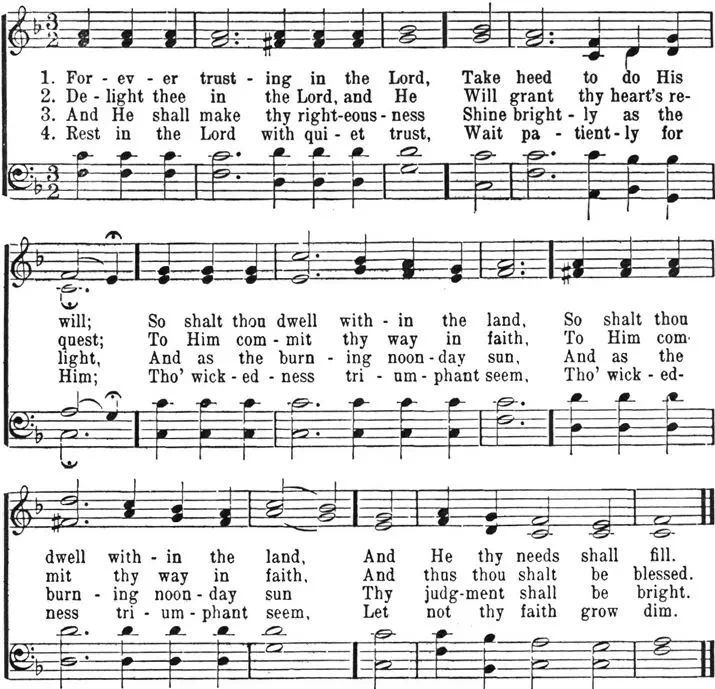 1. For - ev - er trust - ing in the Lord, Take heed to do His
2. De - light thee in the Lord, and He Will grant thy heart's re-
3. And He shall make thy right-eous-ness Shine bright-ly as the
4. Rest in the Lord with qui - et trust, Wait pa - tient-ly for
will; So shalt thou dwell with - in the land, So shalt thou
quest; To Him com - mit thy way in faith, To Him com-
light, And as the burn - ing noon-day sun, And as the
Him; Tho' wick - ed - ness tri - um - phant seem, Tho' wick - ed-
dwell with - in the land, And He thy needs shall fill.
mit thy way in faith, And thus thou shalt be blessed.
burn - ing noon-day sun Thy judg-ment shall be bright.
ness tri - um - phant seem, Let not thy faith grow dim.